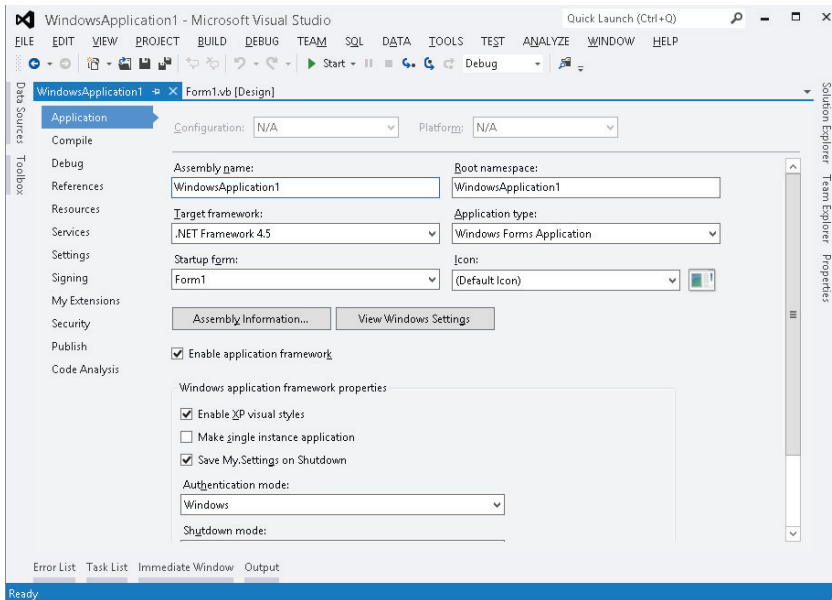 WindowsApplication1 - Microsoft Visual Studio
Quick Launch (Ctrl+Q)
FILE EDIT VIEW PROJECT BUILD DEBUG TEAM SQL DATA TOOLS TEST ANALYZE WINDOW HELP
Start Debug
Data Sources
Toolbox
WindowsApplication1 Form1.vb [Design]
Application
Compile
Debug
References
Resources
Services
Settings
Signing
My Extensions
Security
Publish
Code Analysis
Configuration: N/A Platform: N/A
Assembly name: Root namespace:
WindowsApplication1 WindowsApplication1
Target framework: Application type:
.NET Framework 4.5 Windows Forms Application
Startup form: Icon:
Form1 (Default Icon)
Assembly Information... View Windows Settings
Enable application framework
Windows application framework properties
Enable XP visual styles
Make single instance application
Save My.Settings on Shutdown
Authentication mode:
Windows
Shutdown mode:
Solution Explorer
Team Explorer
Properties
Error List Task List Immediate Window Output
Ready